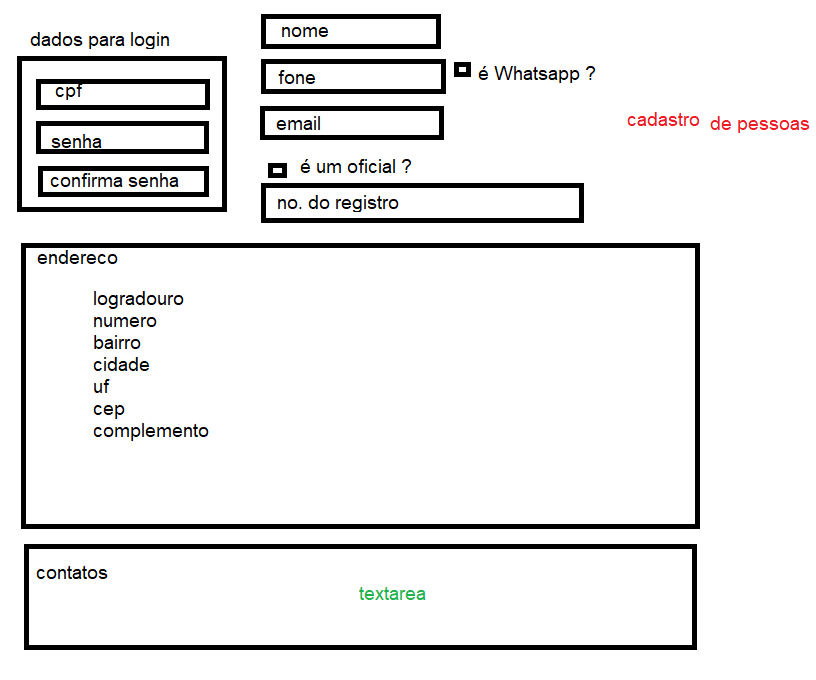 dados para login
cpf
senha
confirma senha
nome
fone
é Whatsapp ?
email
cadastro de pessoas
é um oficial ?
no. do registro
endereco
logradouro
numero
bairro
cidade
uf
cep
complemento
contatos
textarea